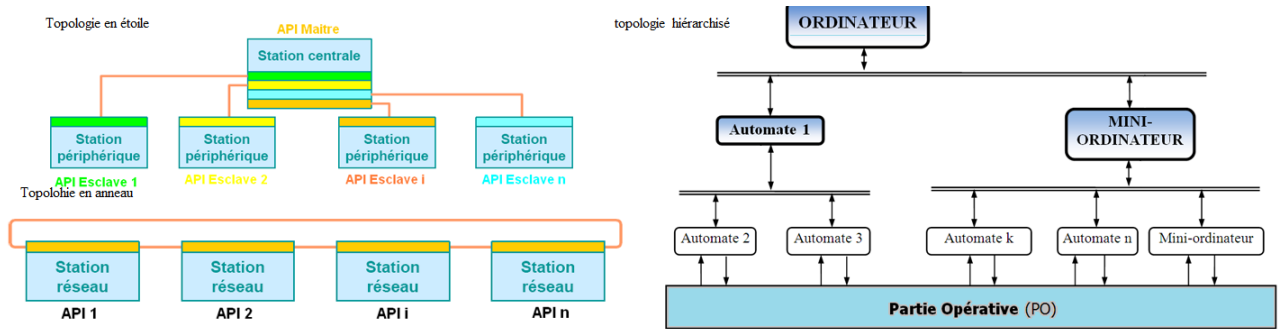 Topologie en étoile
API Maitre
Station centrale
Station
périphérique
Station
périphérique
Station
périphérique
Station
périphérique
API Esclave 1
API Esclave 2
API Esclave i
API Esclave n
Topolohie en anneau
Station
réseau
Station
réseau
Station
réseau
Station
réseau
API 1
API 2
API i
API n
topologie hiérarchisé
ORDINATEUR
Automate 1
MINI-
ORDINATEUR
Automate 2
Automate 3
Automate k
Automate n
Mini-ordinateur
Partie Opérative (PO)